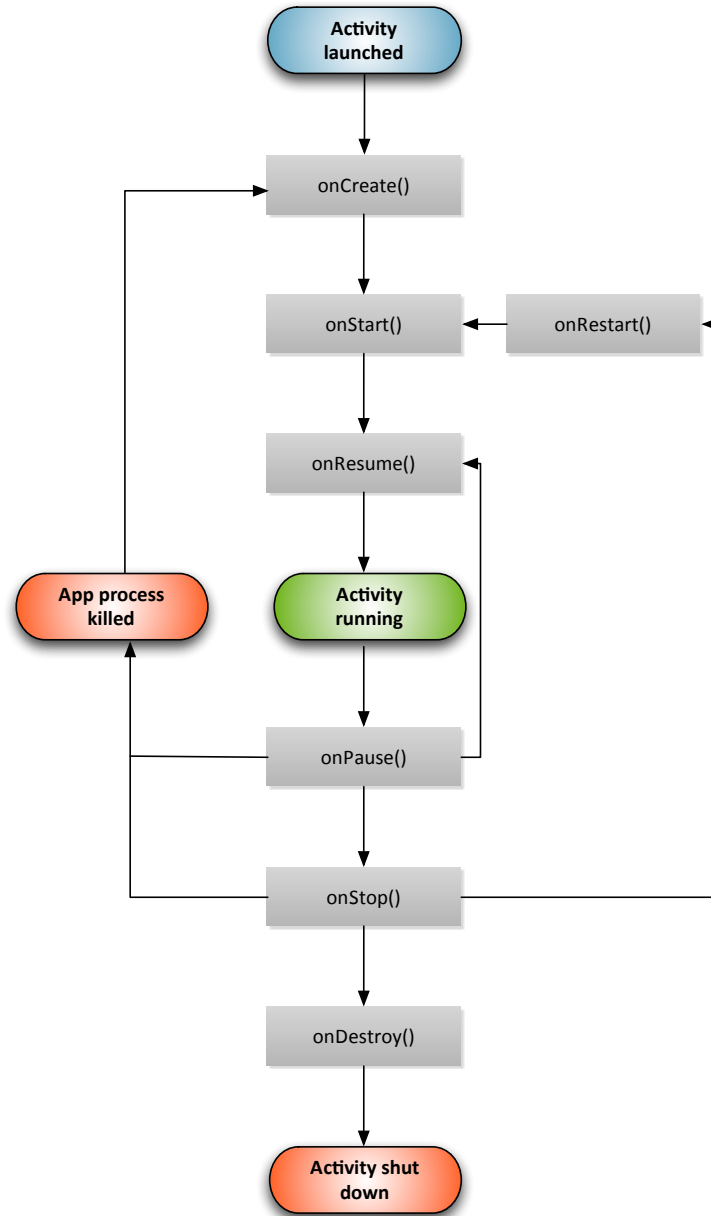 Activity
launched
onCreate()
onStart()
onRestart()
onResume()
App process
killed
Activity
running
onPause()
onStop()
onDestroy()
Activity shut
down